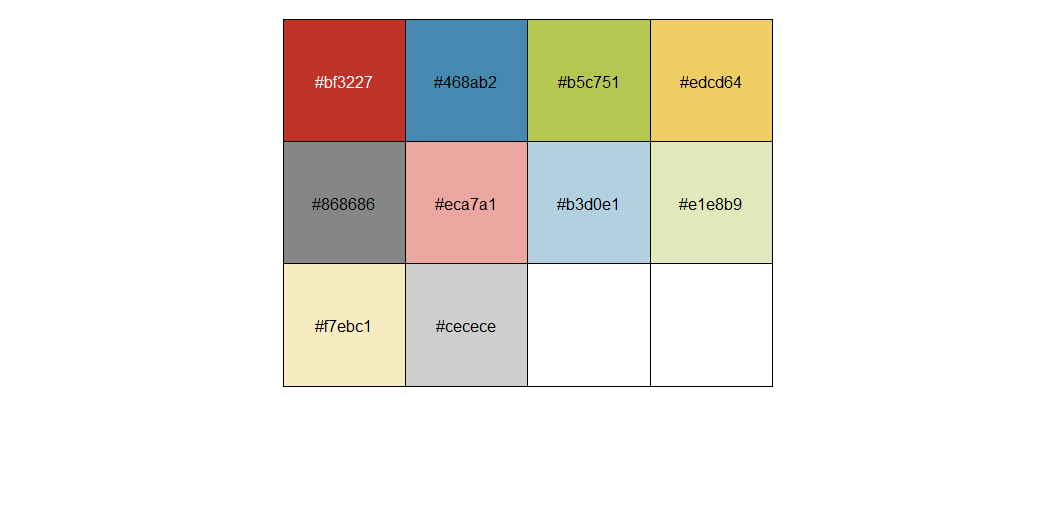 #bf3227 #468ab2 #b5c751 #edcd64
#868686 #eca7a1 #b3d0e1 #e1e8b9
#f7ebc1 #cecece